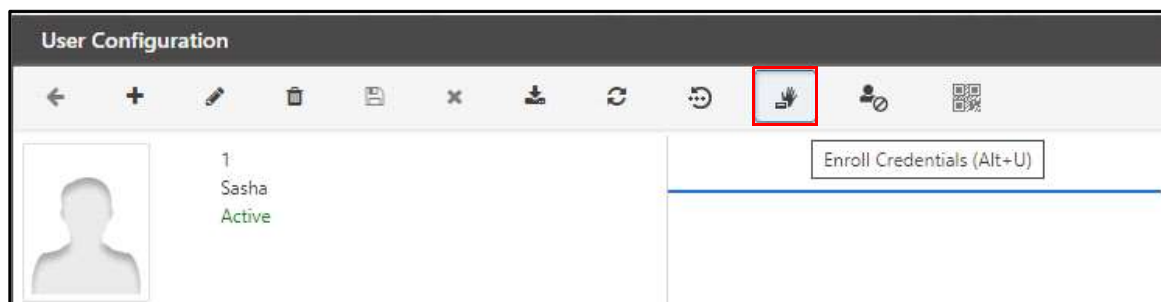 User Configuration
1
Sasha
Active
Enroll Credentials (Alt+U)